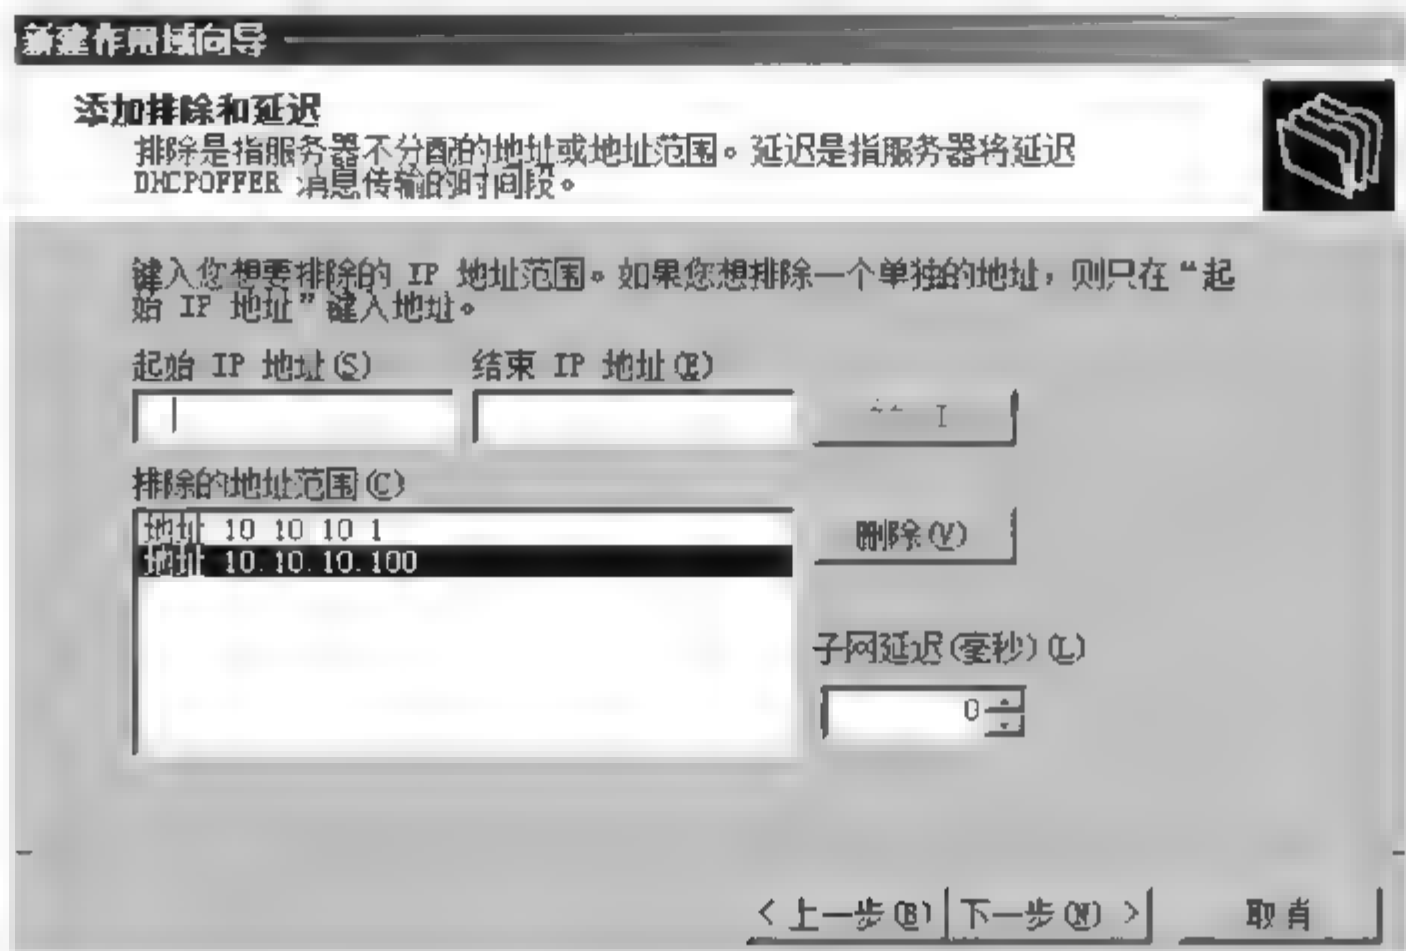 新建作用域向导
添加排除和延迟
排除是指服务器不分配的地址或地址范围。延迟是指服务器将延迟
DHCPOFFER 消息传输的时间段。
键入您想要排除的 IP 地址范围。如果您想排除一个单独的地址，则只在“起
始 IP 地址”键入地址。
起始 IP 地址(S)
结束 IP 地址(E)
排除的地址范围(C)
地址 10 10 10 1
地址 10.10.10.100
删除(V)
子网延迟(毫秒)(L)
0
< 上一步(B)
下一步(N) >
取消